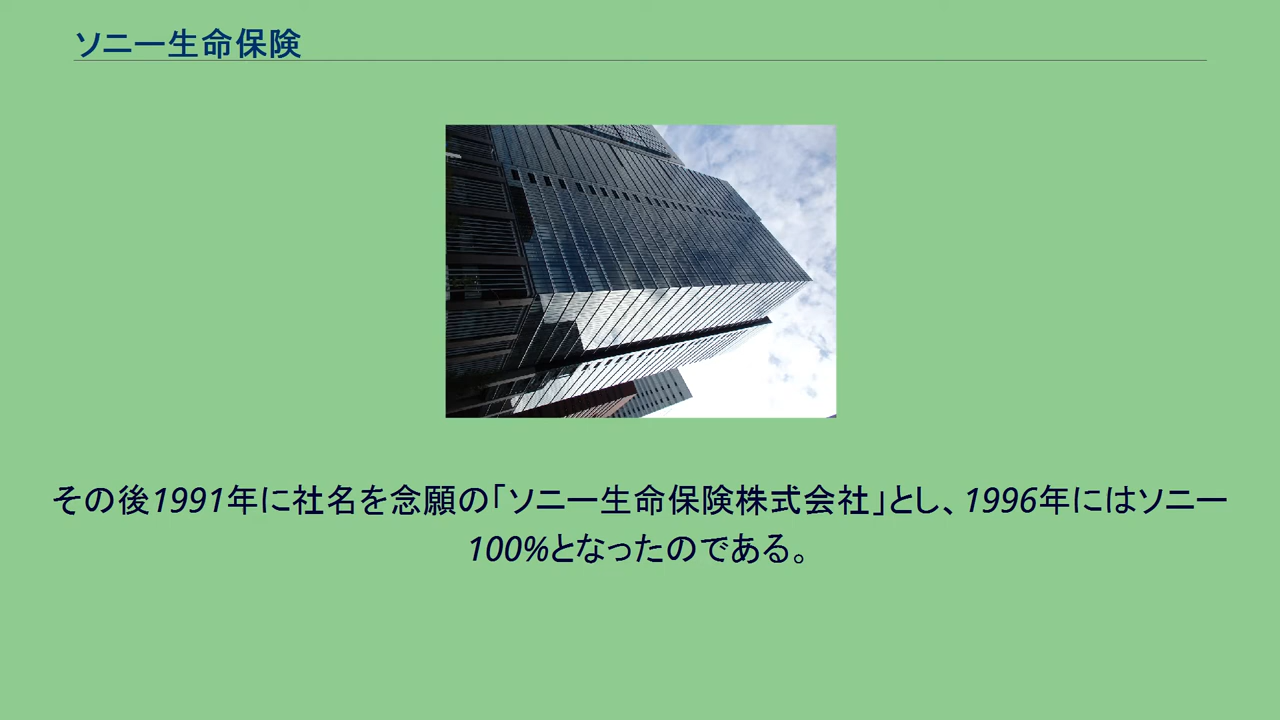 ソニー生命保険
その後1991年に社名を念願の「ソニー生命保険株式会社」とし、1996年にはソニー
100%となったのである。